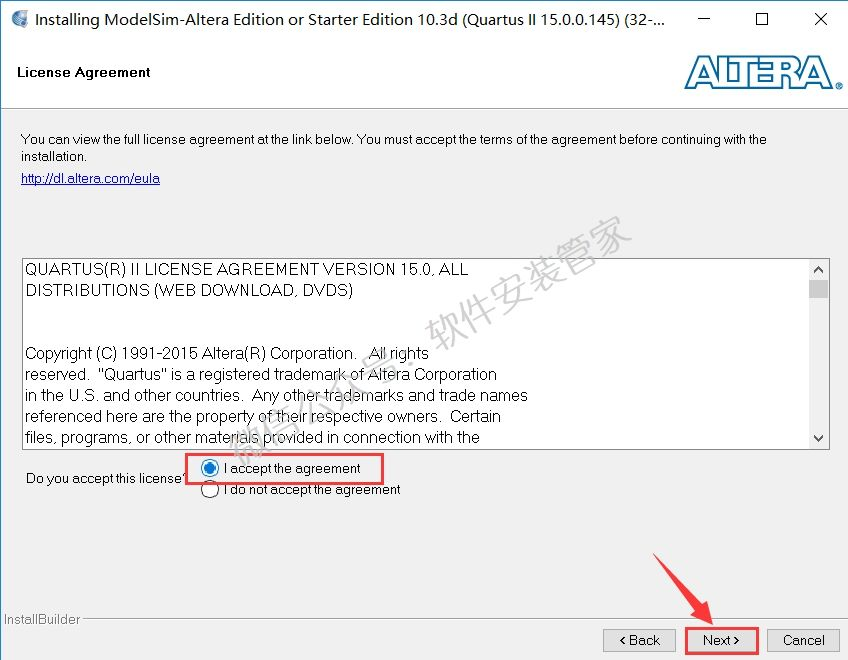 Installing ModelSim-Altera Edition or Starter Edition 10.3d (Quartus II 15.0.0.145) (32-...
License Agreement
ALTERA®
You can view the full license agreement at the link below. You must accept the terms of the agreement before continuing with the
installation.
http://dl.altera.com/eula
QUARTUS(R) II LICENSE AGREEMENT VERSION 15.0, ALL
DISTRIBUTIONS (WEB DOWNLOAD, DVDS)
Copyright (C) 1991-2015 Altera(R) Corporation.   All rights
reserved.  "Quartus" is a registered trademark of Altera Corporation
in the U.S. and other countries.  Any other trademarks and trade names
referenced here are the property of their respective owners.  Certain
files, programs, or other materials provided in connection with the
微信公众号：软件安装管家
Do you accept this license?
I accept the agreement
I do not accept the agreement
InstallBuilder
< Back
Next >
Cancel